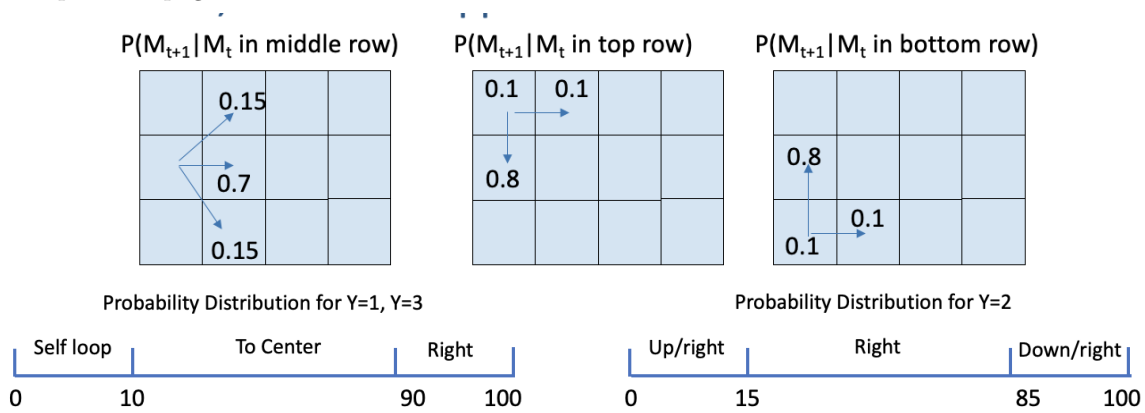 P(Mt+1|Mt in middle row) P(Mt+1|Mt in top row) P(Mt+1|Mt in bottom row)
0.15
0.7
0.15
0.1 0.1
0.8
0.8
0.1
0.1
Probability Distribution for Y=1, Y=3
Self loop To Center Right
0 10 90 100
Probability Distribution for Y=2
Up/right Right Down/right
0 15 85 100